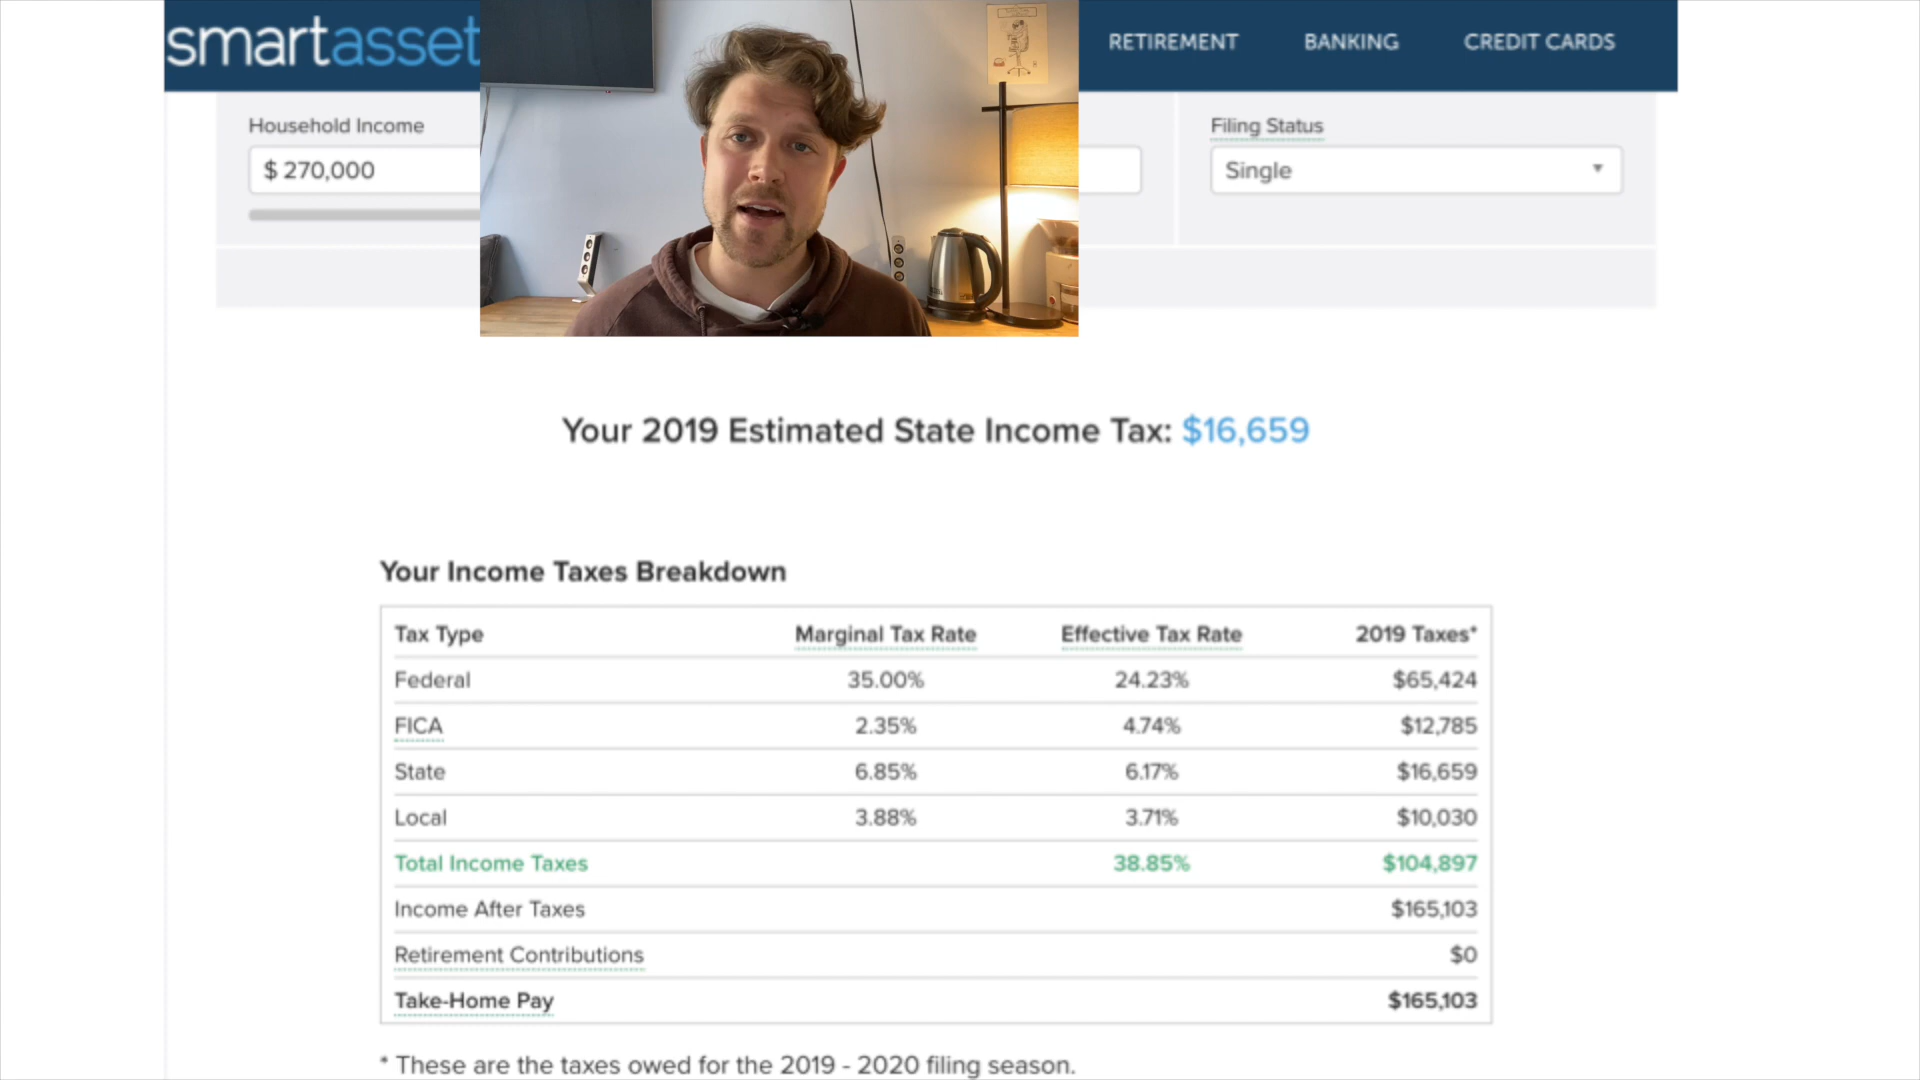 smartasset
RETIREMENT BANKING CREDIT CARDS
Household Income
Filing Status
$ 270,000
Single
Your 2019 Estimated State Income Tax: $16,659
Your Income Taxes Breakdown
Tax Type Marginal Tax Rate Effective Tax Rate 2019 Taxes*
Federal 35.00% 24.23% $65,424
FICA 2.35% 4.74% $12,785
State 6.85% 6.17% $16,659
Local 3.88% 3.71% $10,030
Total Income Taxes 38.85% $104,897
Income After Taxes $165,103
Retirement Contributions $0
Take-Home Pay $165,103
* These are the taxes owed for the 2019 - 2020 filing season.